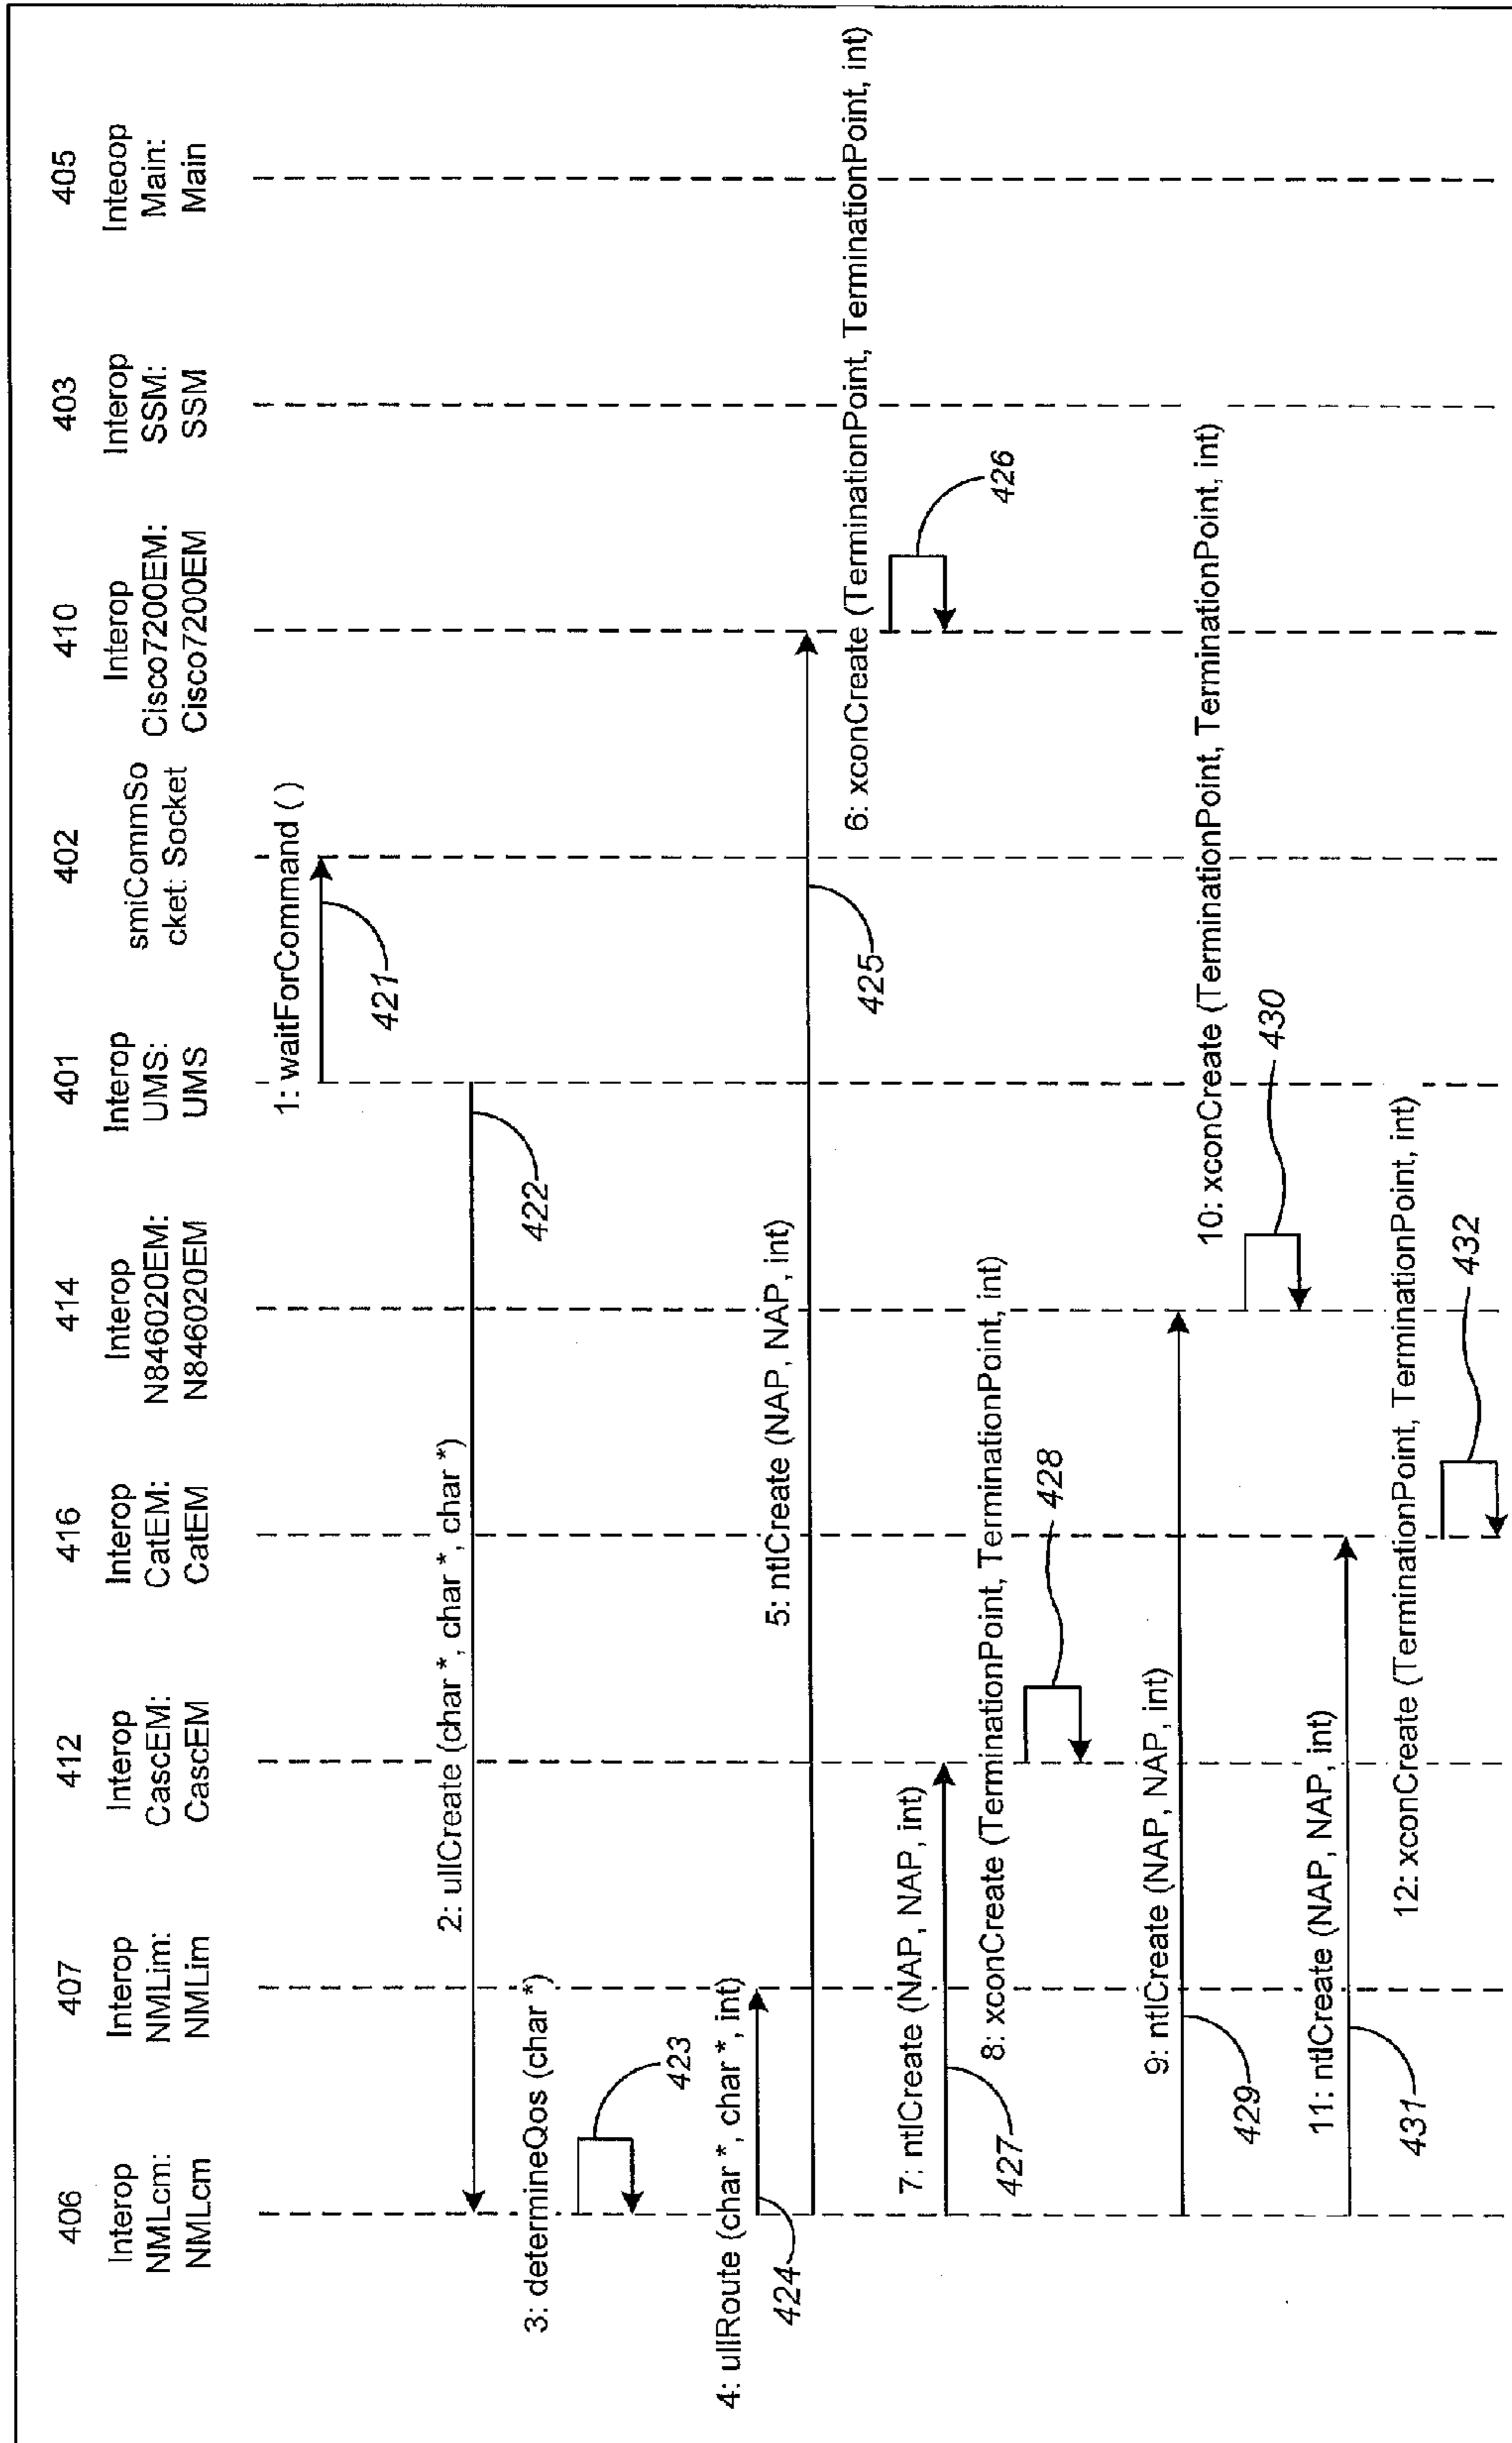 406
Interop
NMLcm:
NMLcm
407
Interop
NMLim:
NMLim
412
Interop
CascEM:
CascEM
416
Interop
CatEM:
CatEM
414
Interop
N846020EM:
N846020EM
401
Interop
UMS:
UMS
402
smiCommSo
cket: Socket
410
Interop
Cisco7200EM:
Cisco7200EM
403
Interop
SSM:
SSM
405
Inteoop
Main:
Main
1: waitForCommand ( )
421
2: ullCreate (char *, char *, char *)
422
3: determineQos (char *)
423
4: ullRoute (char *, char *, int)
424
5: ntlCreate (NAP, NAP, int)
425
6: xconCreate (TerminationPoint, TerminationPoint, int)
426
7: ntlCreate (NAP, NAP, int)
427
8: xconCreate (TerminationPoint, TerminationPoint, int)
428
9: ntlCreate (NAP, NAP, int)
429
10: xconCreate (TerminationPoint, TerminationPoint, int)
430
11: ntlCreate (NAP, NAP, int)
431
12: xconCreate (TerminationPoint, TerminationPoint, int)
432